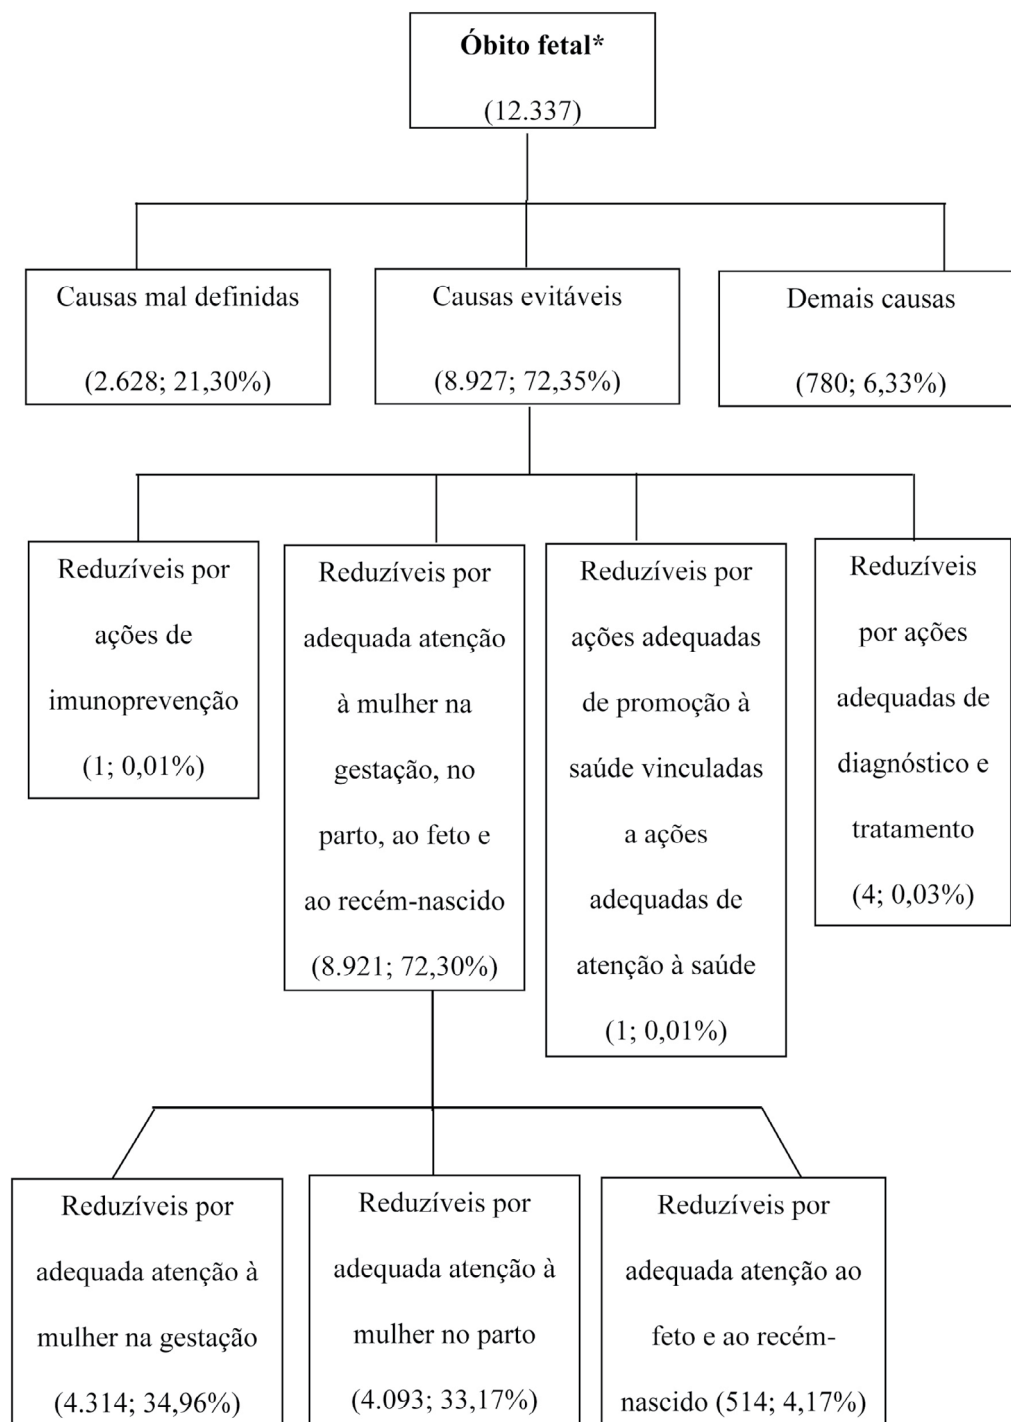 Óbito fetal*
(12.337)
Causas mal definidas
(2.628; 21,30%)
Causas evitáveis
(8.927; 72,35%)
Demais causas
(780; 6,33%)
Reduzíveis por
ações de
imunoprevenção
(1; 0,01%)
Reduzíveis por
adequada atenção
à mulher na
gestação, no
parto, ao feto e
ao recém-nascido
(8.921; 72,30%)
Reduzíveis por
ações adequadas
de promoção à
saúde vinculadas
a ações
adequadas de
atenção à saúde
(1; 0,01%)
Reduzíveis
por ações
adequadas de
diagnóstico e
tratamento
(4; 0,03%)
Reduzíveis por
adequada atenção à
mulher na gestação
(4.314; 34,96%)
Reduzíveis por
adequada atenção à
mulher no parto
(4.093; 33,17%)
Reduzíveis por
adequada atenção ao
feto e ao recém-
nascido (514; 4,17%)